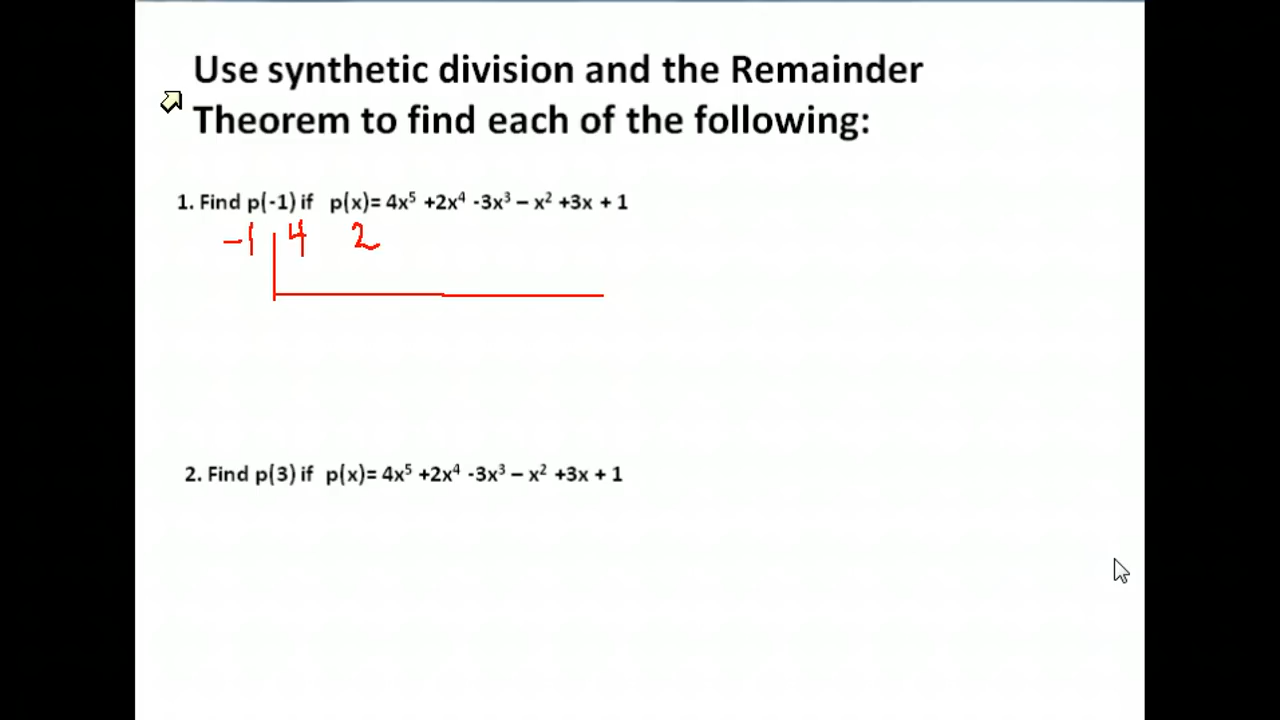 Use synthetic division and the Remainder
Theorem to find each of the following:
1. Find p(-1) if p(x)= 4x⁵ +2x⁴ -3x³ – x² +3x + 1
-1 4 2
2. Find p(3) if p(x)= 4x⁵ +2x⁴ -3x³ – x² +3x + 1